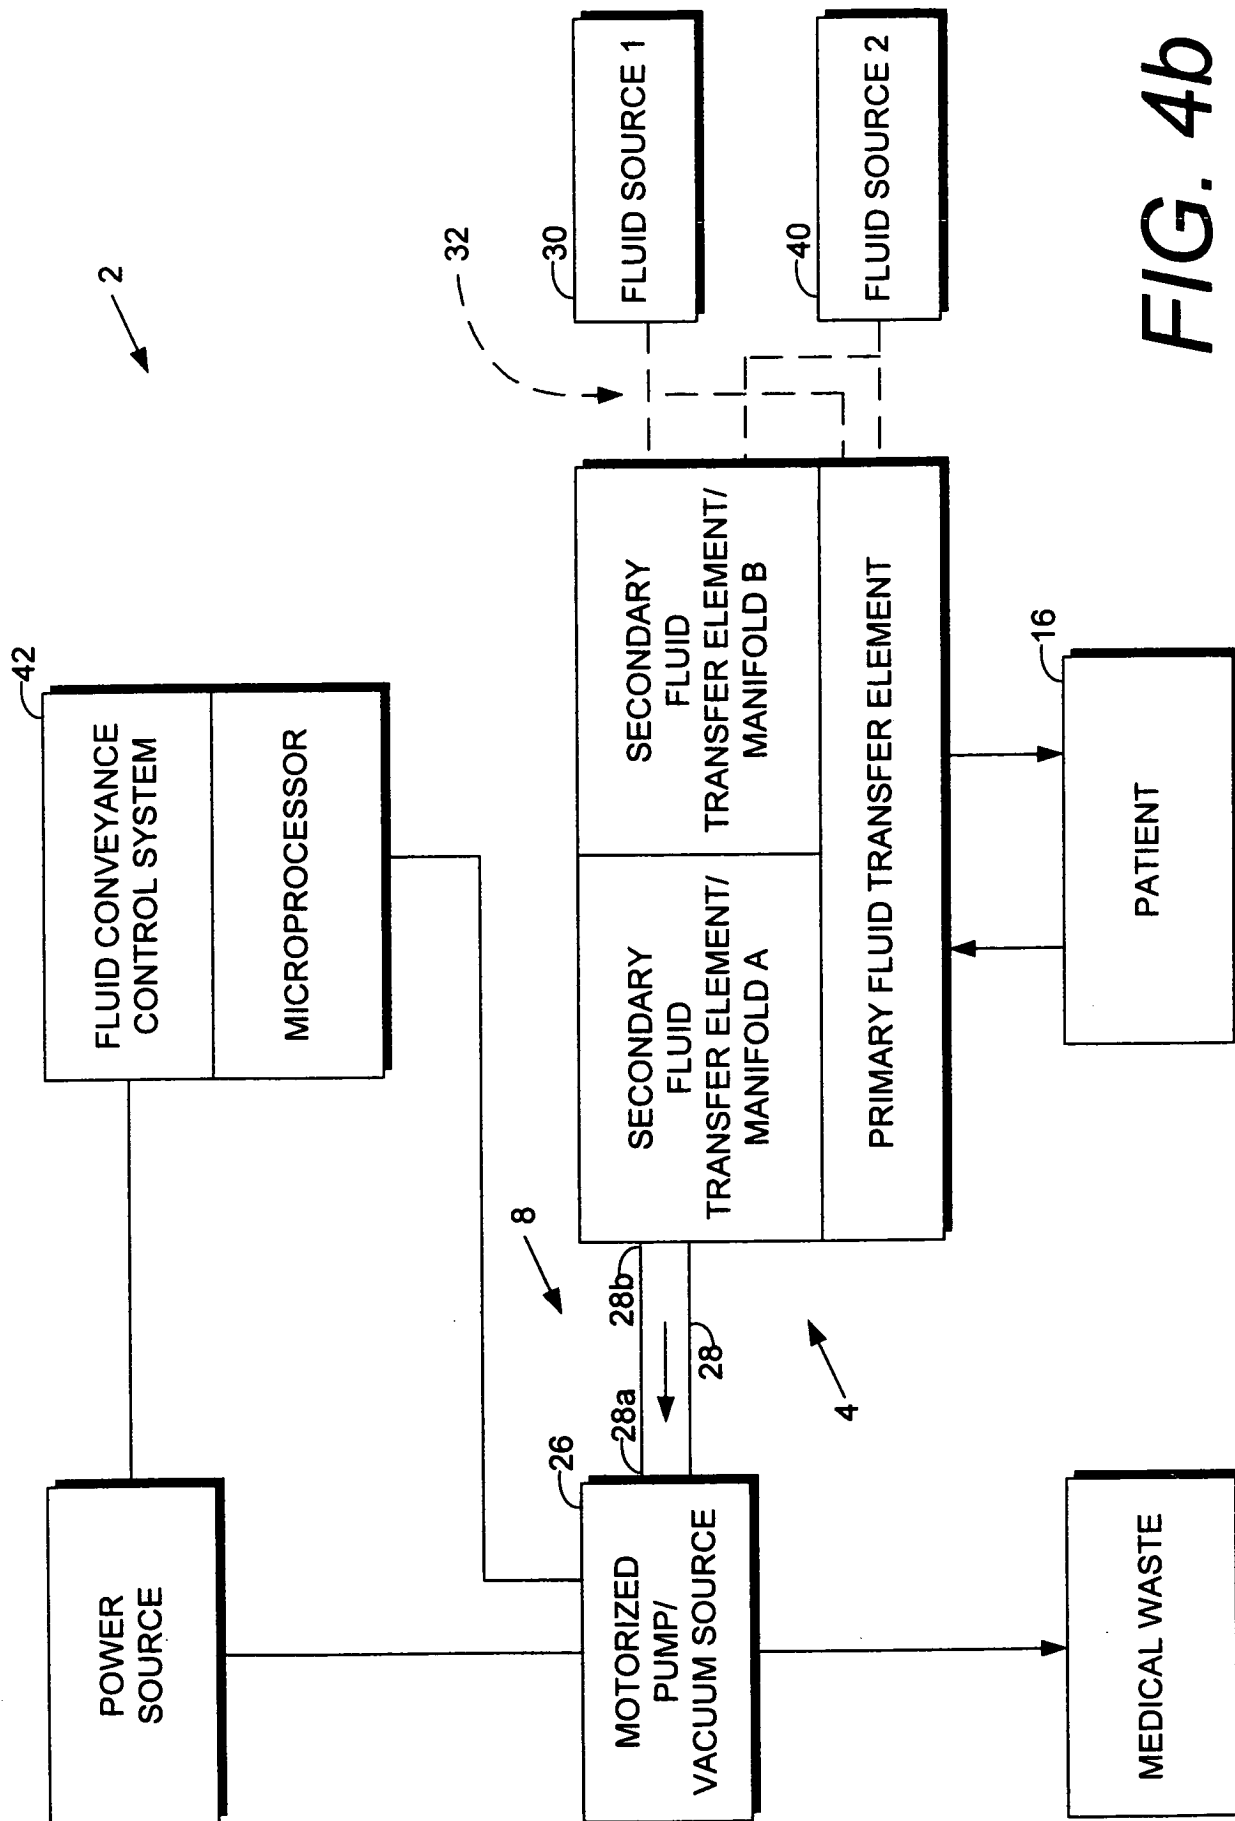 2
POWER
SOURCE
42
FLUID CONVEYANCE
CONTROL SYSTEM
MICROPROCESSOR
8
32
26
MOTORIZED
PUMP/
VACUUM SOURCE
28a
28b
28
4
SECONDARY
FLUID
TRANSFER ELEMENT/
MANIFOLD A
SECONDARY
FLUID
TRANSFER ELEMENT/
MANIFOLD B
PRIMARY FLUID TRANSFER ELEMENT
30
FLUID SOURCE 1
40
FLUID SOURCE 2
MEDICAL WASTE
16
PATIENT
FIG. 4b